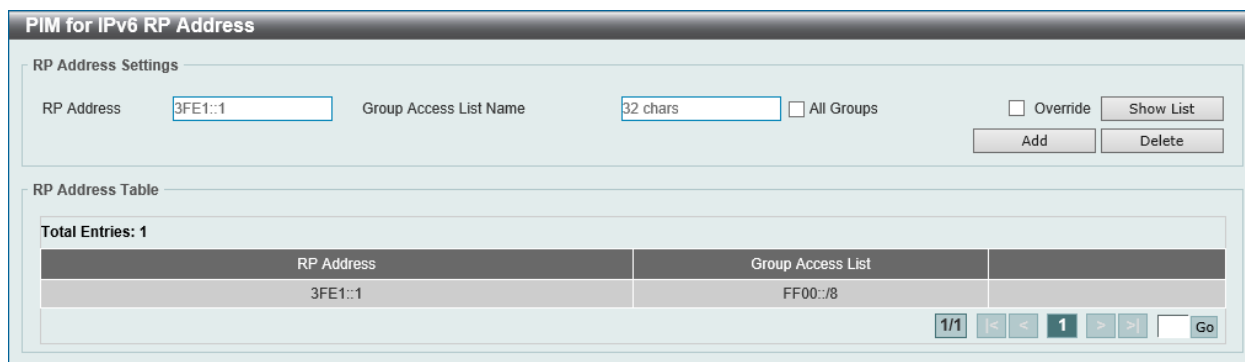 PIM for IPv6 RP Address
RP Address Settings
RP Address 3FE1::1 Group Access List Name 32 chars All Groups Override Show List
Add Delete
RP Address Table
Total Entries: 1
RP Address Group Access List
3FE1::1 FF00::/8
1/1 |< < 1 > >| Go